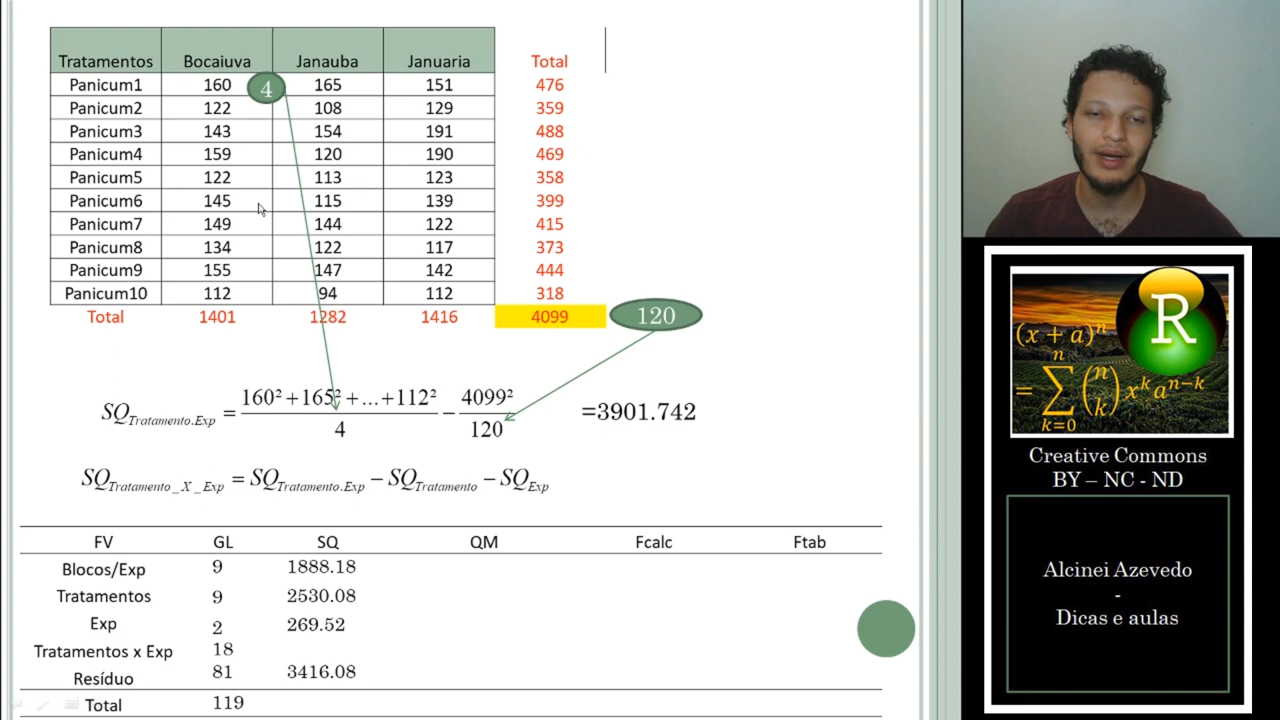 Tratamentos Bocaiuva Janauba Januaria Total
Panicum1 160 4 165 151 476
Panicum2 122 108 129 359
Panicum3 143 154 191 488
Panicum4 159 120 190 469
Panicum5 122 113 123 358
Panicum6 145 115 139 399
Panicum7 149 144 122 415
Panicum8 134 122 117 373
Panicum9 155 147 142 444
Panicum10 112 94 112 318
Total 1401 1282 1416 4099 120
SQ_Tratamento.Exp = (160²+165²+...+112²)/4 − 4099²/120 =3901.742
SQ_Tratamento_X_Exp = SQ_Tratamento.Exp − SQ_Tratamento − SQ_Exp
FV GL SQ QM Fcalc Ftab
Blocos/Exp 9 1888.18
Tratamentos 9 2530.08
Exp 2 269.52
Tratamentos x Exp 18
Resíduo 81 3416.08
Total 119
R
(x + a)ⁿ
= ∑ₖ₌₀ⁿ (n k) xᵏaⁿ⁻ᵏ
Creative Commons
BY – NC - ND
Alcinei Azevedo
-
Dicas e aulas